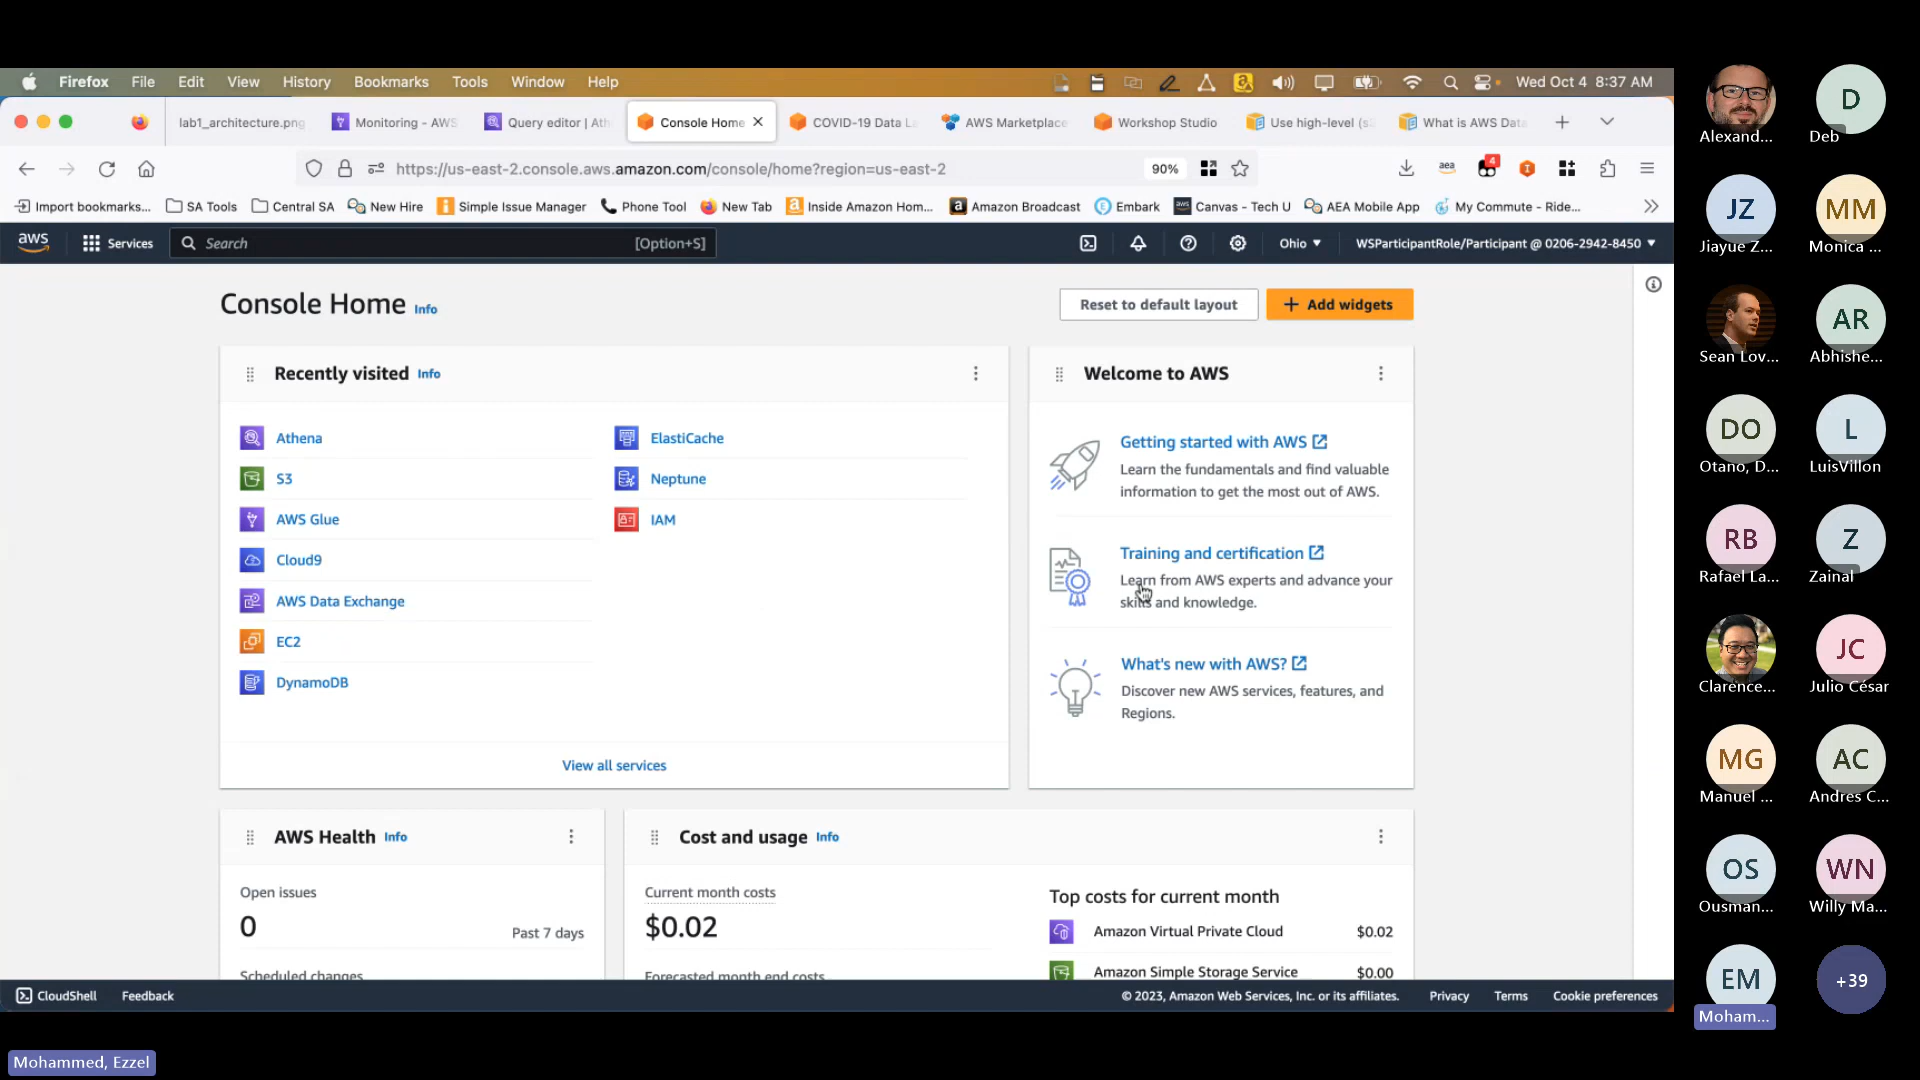 Firefox File Edit View History Bookmarks Tools Window Help
Wed Oct 4 8:37 AM
lab1_architecture.png
Monitoring - AWS
Query editor | Ath
Console Home
COVID-19 Data La
AWS Marketplace
Workshop Studio
Use high-level (s3
What is AWS Data
https://us-east-2.console.aws.amazon.com/console/home?region=us-east-2
90%
aea
4
Import bookmarks...
SA Tools
Central SA
New Hire
Simple Issue Manager
Phone Tool
New Tab
Inside Amazon Hom...
Amazon Broadcast
Embark
Canvas - Tech U
AEA Mobile App
My Commute - Ride...
aws
Services
Search
[Option+S]
Ohio
WSParticipantRole/Participant @ 0206-2942-8450
Console Home Info
Reset to default layout
+ Add widgets
Recently visited Info
Athena
S3
AWS Glue
Cloud9
AWS Data Exchange
EC2
DynamoDB
ElastiCache
Neptune
IAM
View all services
Welcome to AWS
Getting started with AWS
Learn the fundamentals and find valuable
information to get the most out of AWS.
Training and certification
Learn from AWS experts and advance your
skills and knowledge.
What's new with AWS?
Discover new AWS services, features, and
Regions.
AWS Health Info
Open issues
0
Past 7 days
Scheduled changes
Cost and usage Info
Current month costs
$0.02
Forecasted month end costs
Top costs for current month
Amazon Virtual Private Cloud $0.02
Amazon Simple Storage Service $0.00
CloudShell
Feedback
© 2023, Amazon Web Services, Inc. or its affiliates.
Privacy
Terms
Cookie preferences
Alexand...
D
Deb
JZ
Jiayue Z...
MM
Monica ...
Sean Lov...
AR
Abhishe...
DO
Otano, D...
L
LuisVillon
RB
Rafael La...
Z
Zainal
Clarence...
JC
Julio César
MG
Manuel ...
AC
Andres C...
OS
Ousman...
WN
Willy Ma...
EM
Moham...
+39
Mohammed, Ezzel